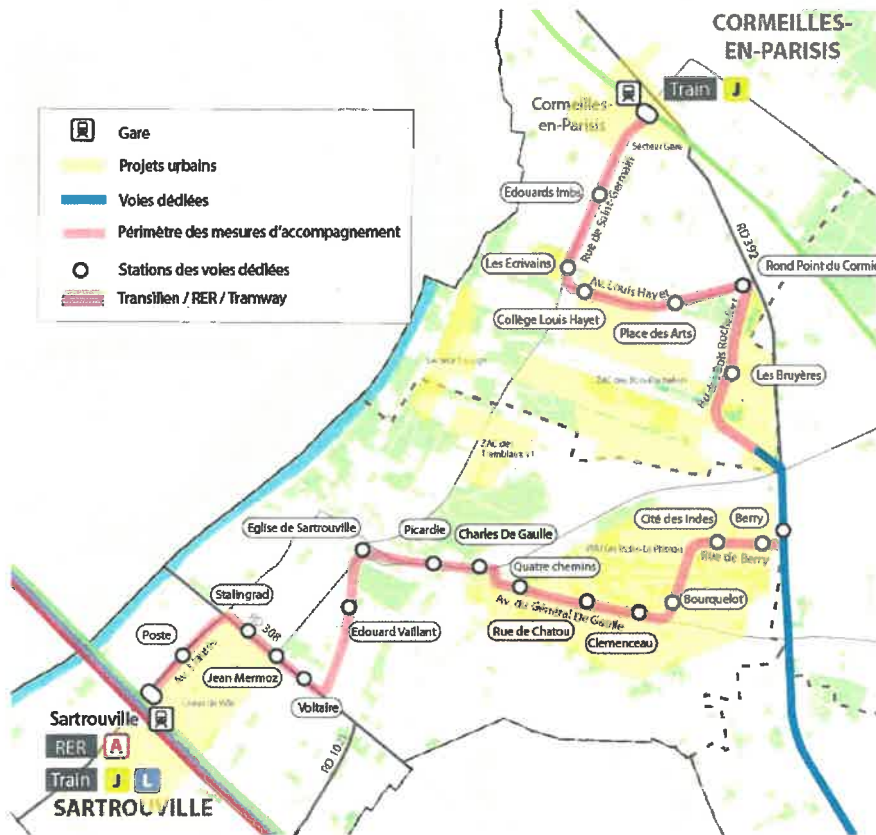 CORMEILLES-
EN-PARISIS
Train J
Cormeilles-
en-Parisis
Secteur Gare
Gare
Projets urbains
Voies dédiées
Périmètre des mesures d'accompagnement
Stations des voies dédiées
Transilien / RER / Tramway
Edouards Imbs
Rue de Saint-Germain
RD 392
Les Ecrivains
Av. Louis Hayet
Rond Point du Cormie
Collège Louis Hayet
Place des Arts
Les Bruyères
ZAC des
Eglise de Sartrouville
Picardie
Charles De Gaulle
Cité des Indes
Berry
Rue de Berry
Quatre chemins
Stalingrad
RD 308
Edouard Vaillant
Av. du Général De Gaulle
Bourquelot
Rue de Chatou
Clemenceau
Poste
Jean Mermoz
Voltaire
Sartrouville
RER A
Train J L
SARTROUVILLE